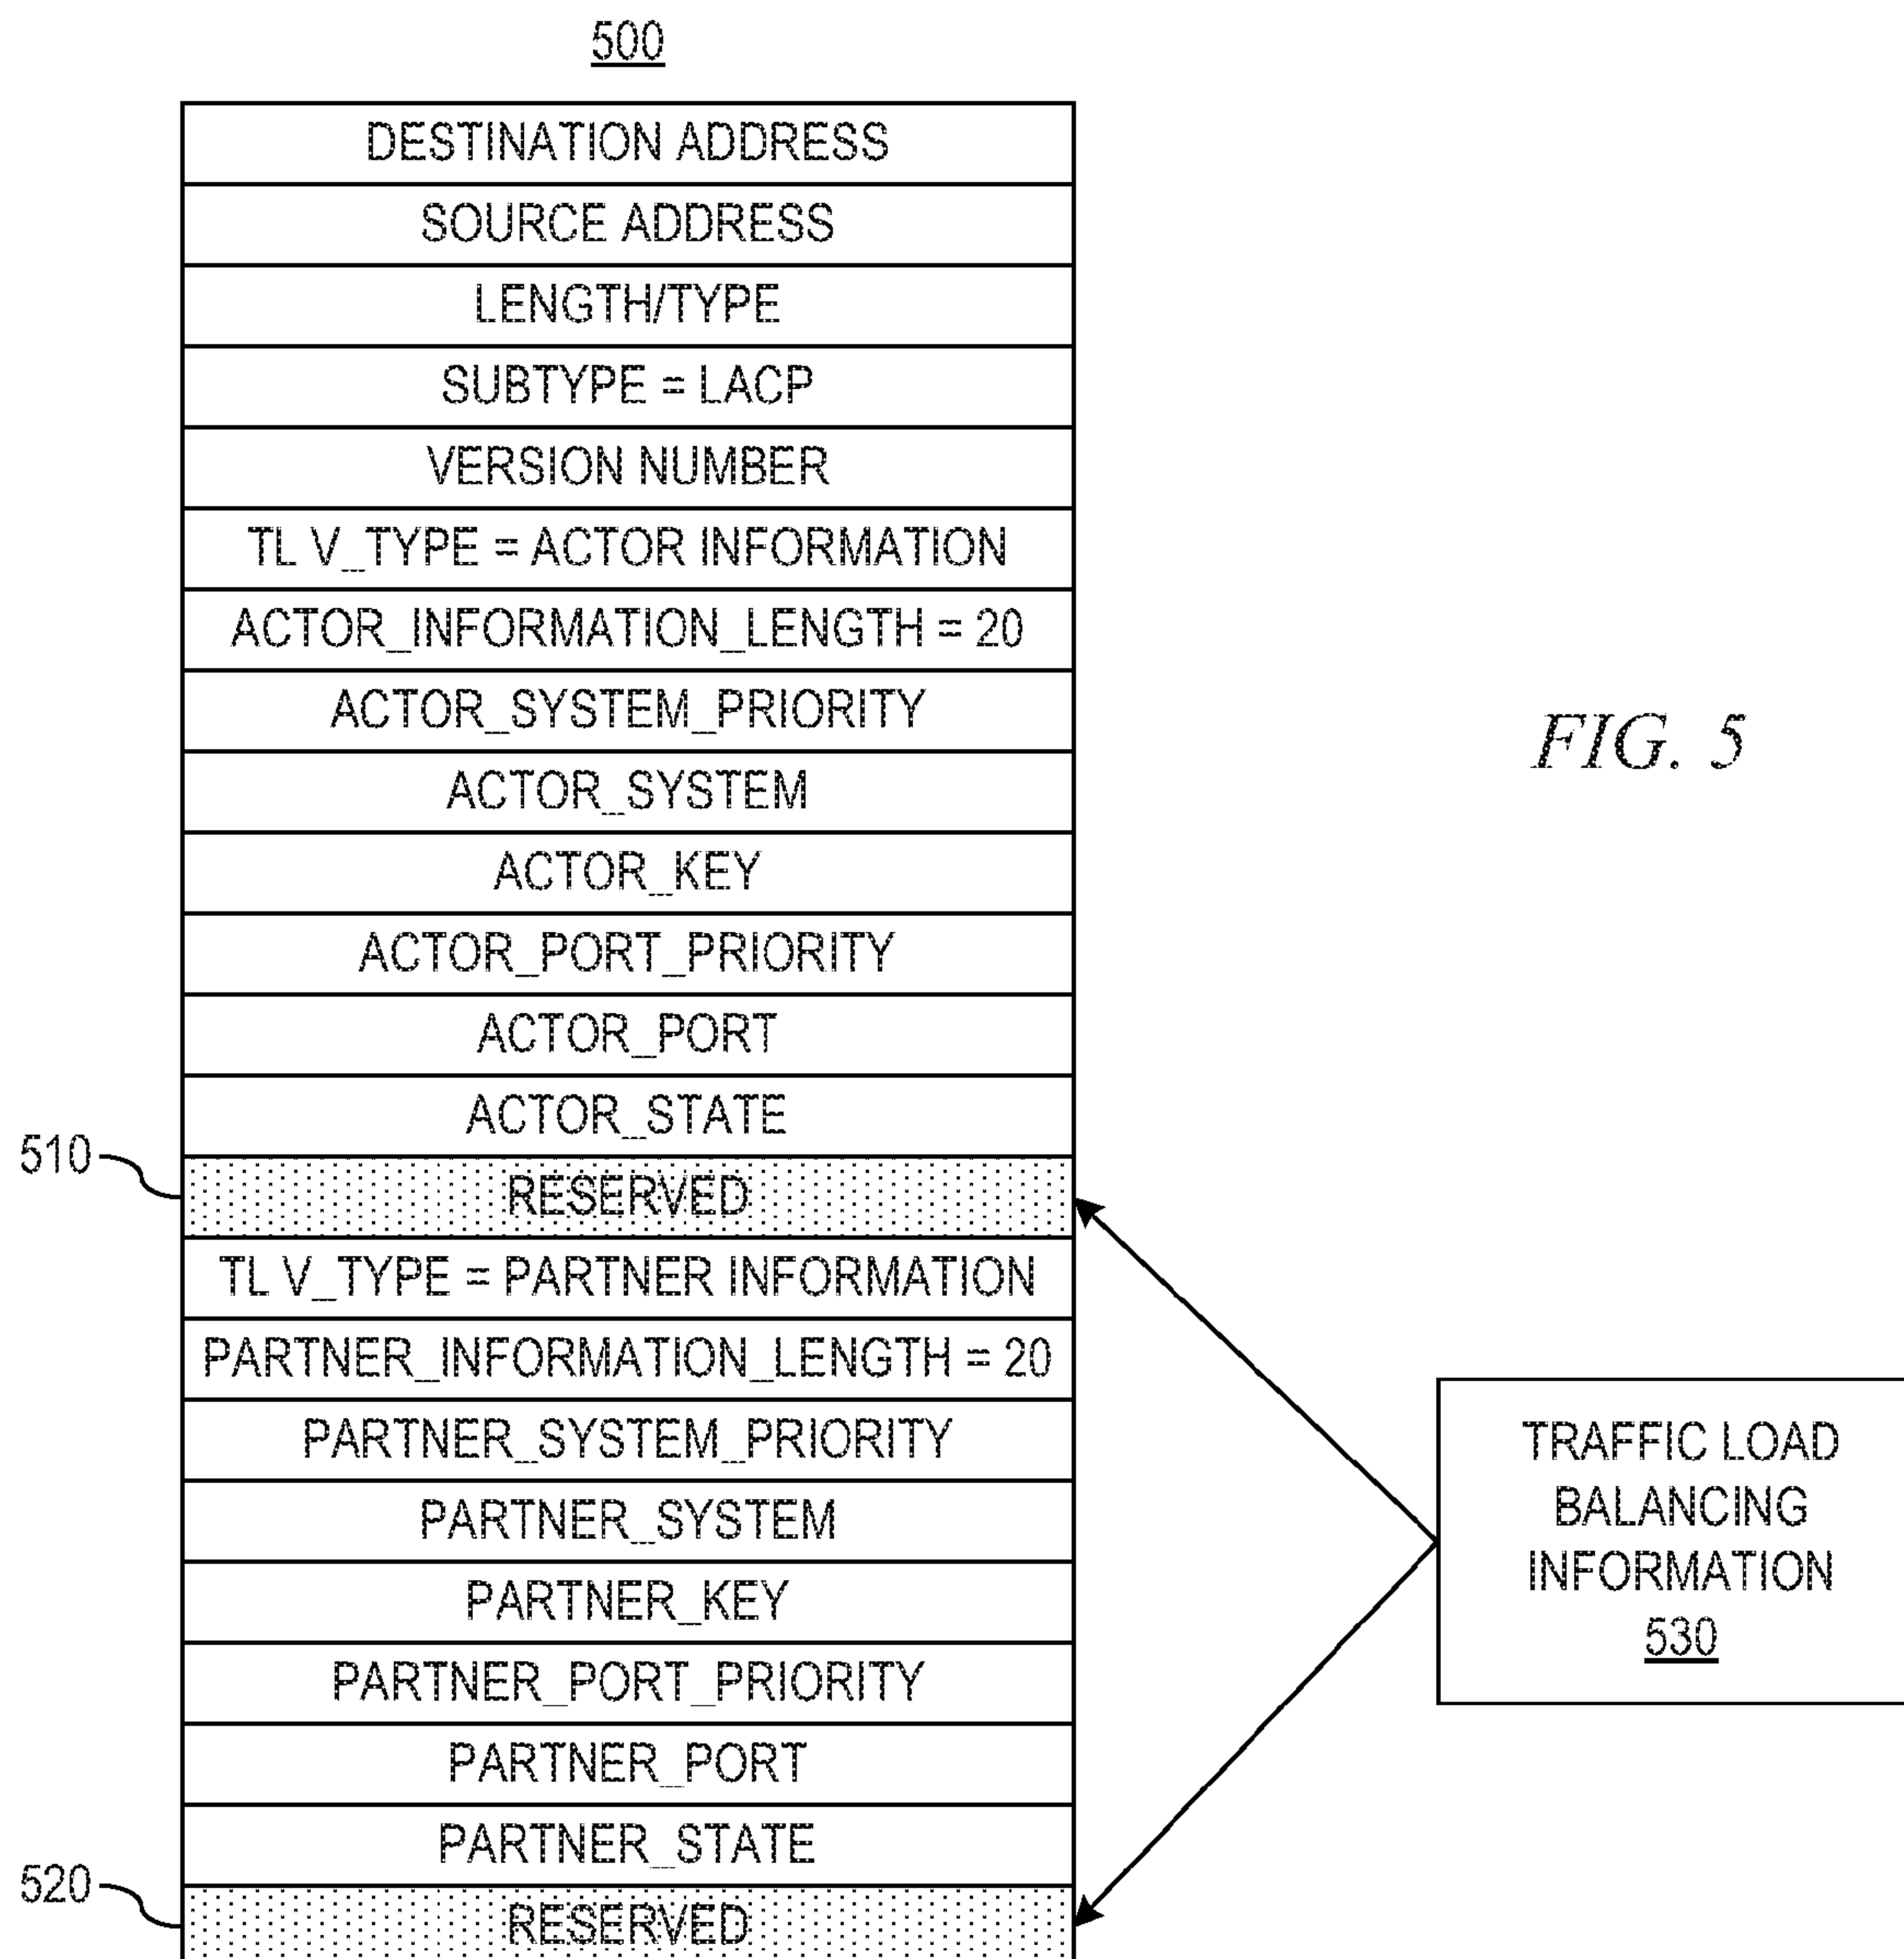 500
DESTINATION ADDRESS
SOURCE ADDRESS
LENGTH/TYPE
SUBTYPE = LACP
VERSION NUMBER
TL V_TYPE = ACTOR INFORMATION
ACTOR_INFORMATION_LENGTH = 20
ACTOR_SYSTEM_PRIORITY
ACTOR_SYSTEM
ACTOR_KEY
ACTOR_PORT_PRIORITY
ACTOR_PORT
ACTOR_STATE
510
RESERVED
TL V_TYPE = PARTNER INFORMATION
PARTNER_INFORMATION_LENGTH = 20
PARTNER_SYSTEM_PRIORITY
PARTNER_SYSTEM
PARTNER_KEY
PARTNER_PORT_PRIORITY
PARTNER_PORT
PARTNER_STATE
520
RESERVED
FIG. 5
TRAFFIC LOAD
BALANCING
INFORMATION
530